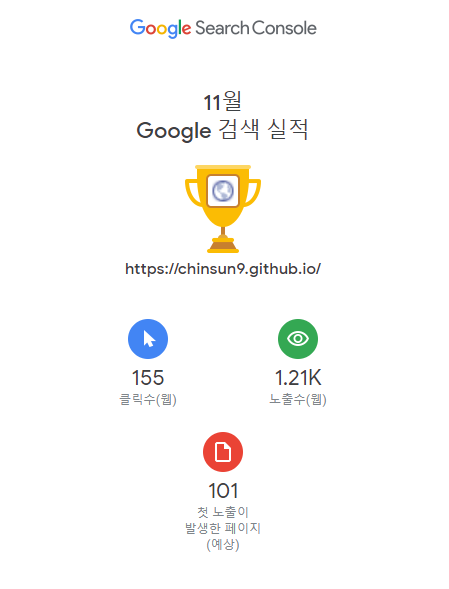 Google Search Console
11월
Google 검색 실적
https://chinsun9.github.io/
155
클릭수(웹)
1.21K
노출수(웹)
101
첫 노출이
발생한 페이지
(예상)